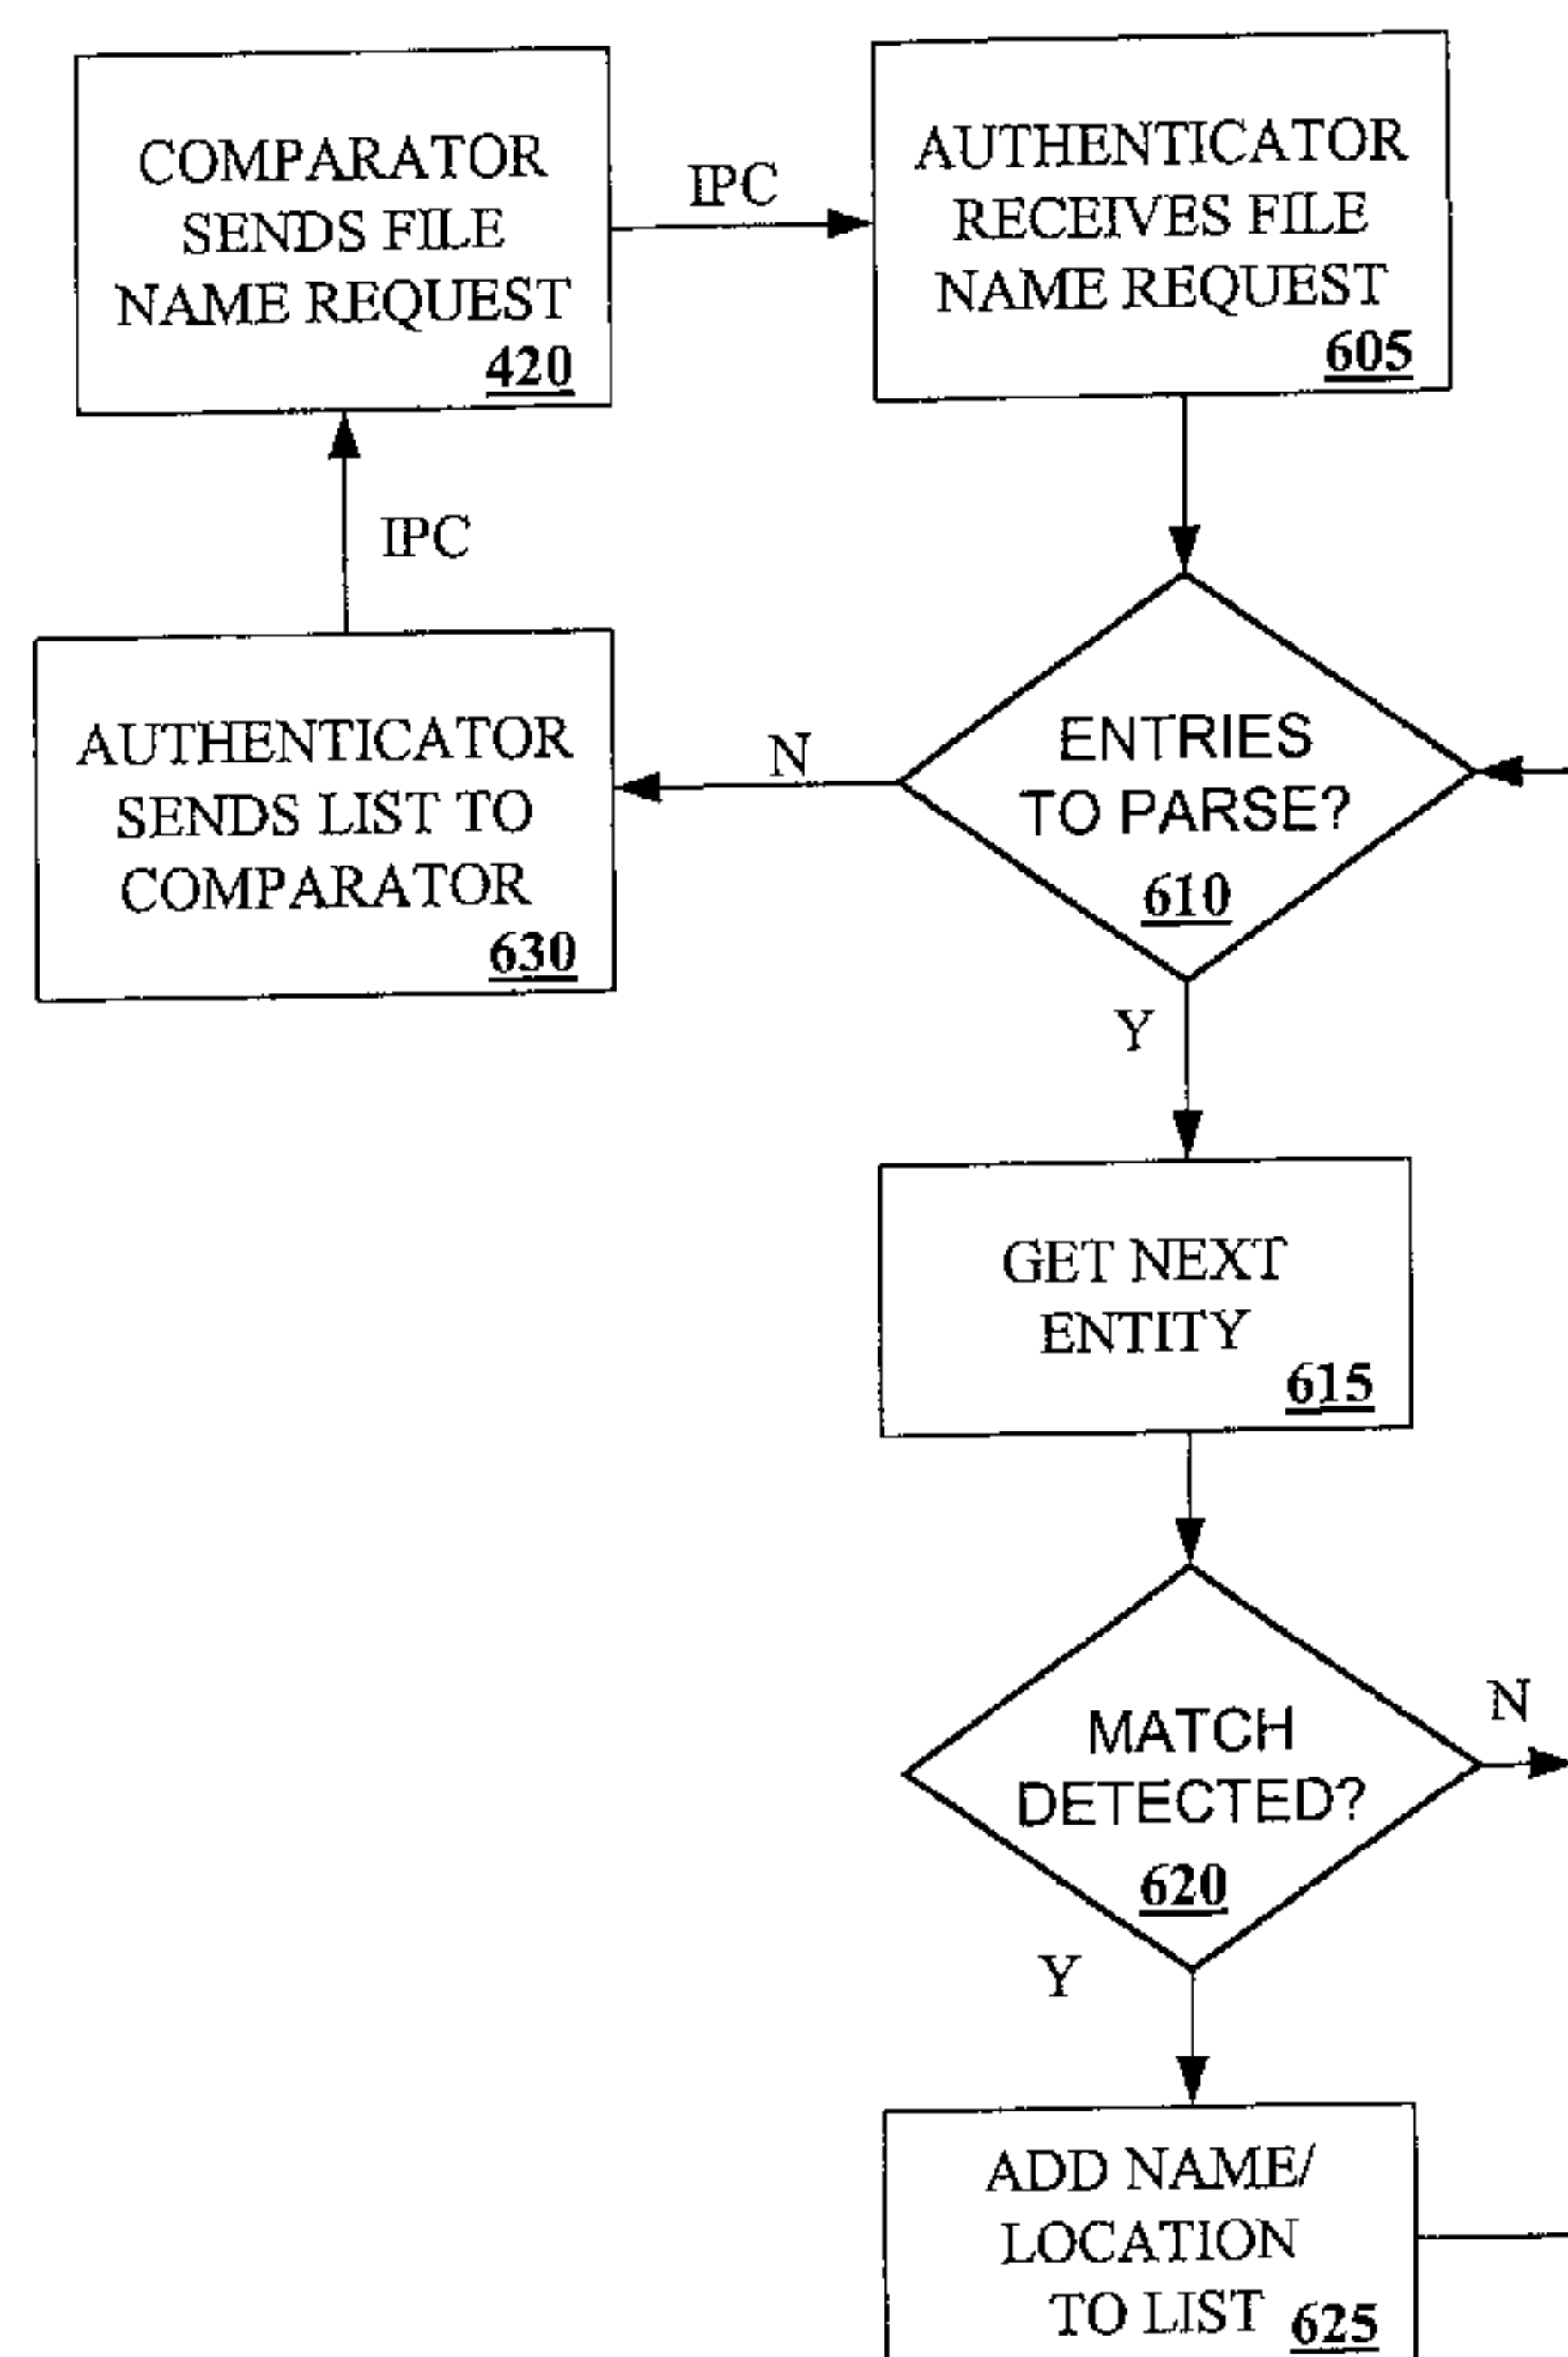 COMPARATOR
SENDS FILE
NAME REQUEST
420
IPC
AUTHENTICATOR
RECEIVES FILE
NAME REQUEST
605
IPC
AUTHENTICATOR
SENDS LIST TO
COMPARATOR
630
N
ENTRIES
TO PARSE?
610
Y
GET NEXT
ENTITY
615
MATCH
DETECTED?
620
N
Y
ADD NAME/
LOCATION
TO LIST
625